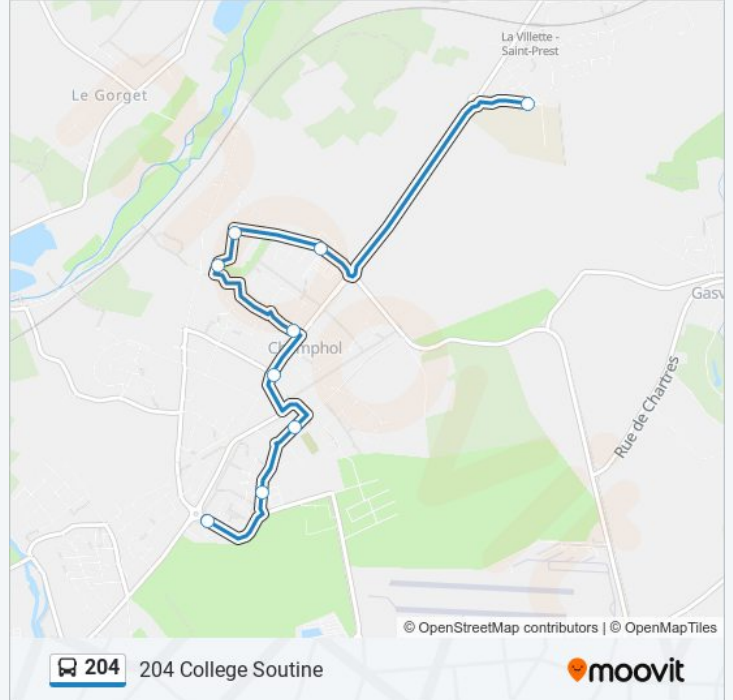 La Villette -
Saint-Prest
Le Gorget
Gasv
Champhol
Rue de Chartres
© OpenStreetMap contributors | © OpenMapTiles
204 204 College Soutine
moovit